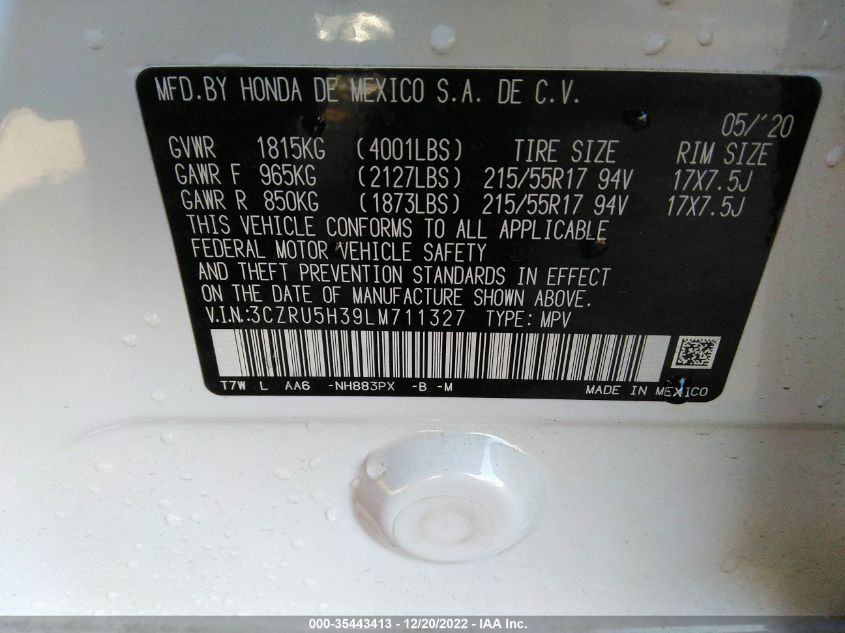 MFD.BY HONDA DE MEXICO S.A. DE C.V.
05/'20
GVWR 1815KG (4001LBS) TIRE SIZE RIM SIZE
GAWR F 965KG (2127LBS) 215/55R17 94V 17X7.5J
GAWR R 850KG (1873LBS) 215/55R17 94V 17X7.5J
THIS VEHICLE CONFORMS TO ALL APPLICABLE
FEDERAL MOTOR VEHICLE SAFETY
AND THEFT PREVENTION STANDARDS IN EFFECT
ON THE DATE OF MANUFACTURE SHOWN ABOVE.
V.I.N.:3CZRU5H39LM711327 TYPE: MPV
T7W L AA6 -NH883PX -B -M MADE IN MEXICO
000-35443413 - 12/20/2022 - IAA Inc.